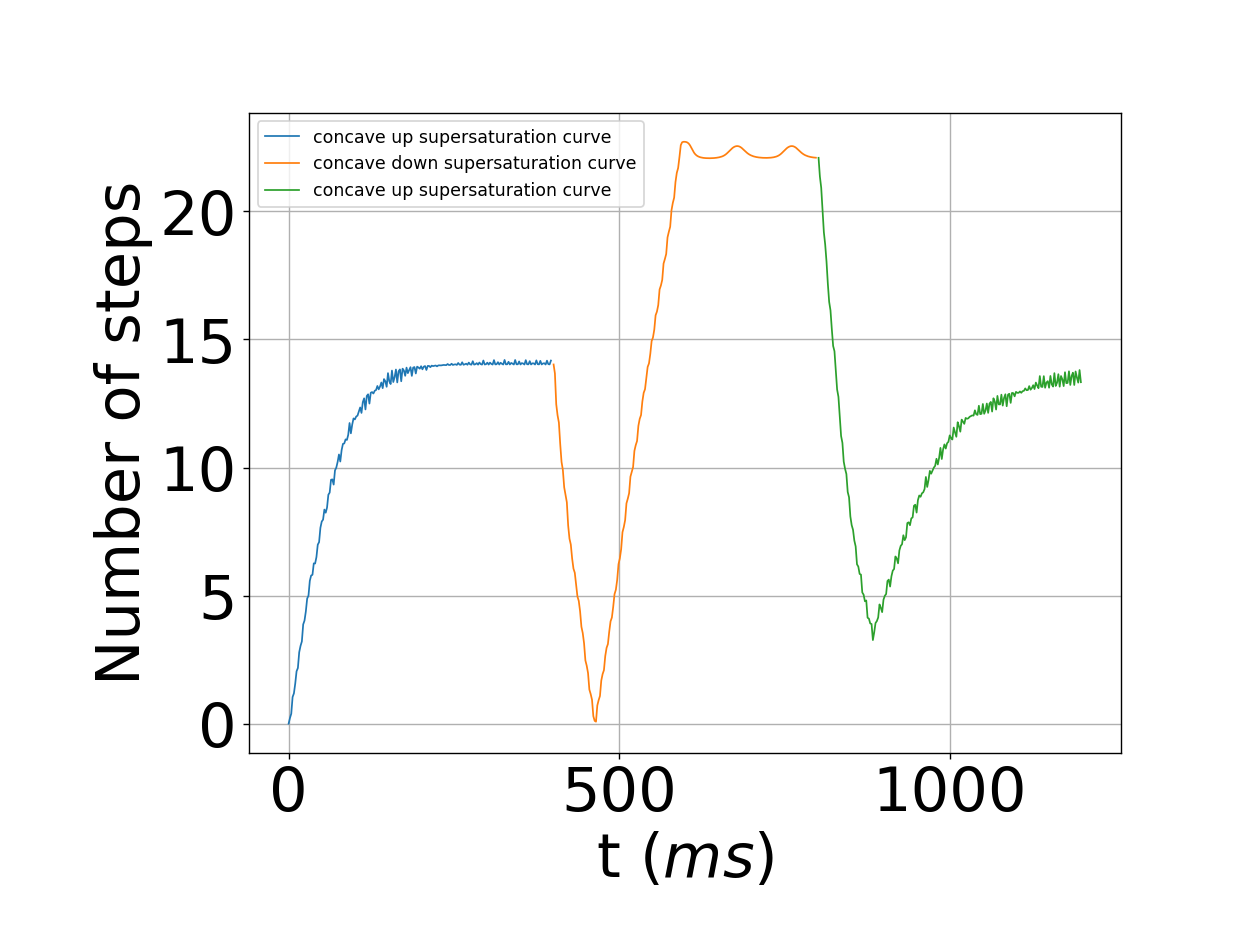 concave up supersaturation curve
concave down supersaturation curve
concave up supersaturation curve
Number of steps
20
15
10
5
0
0 500 1000
t (ms)